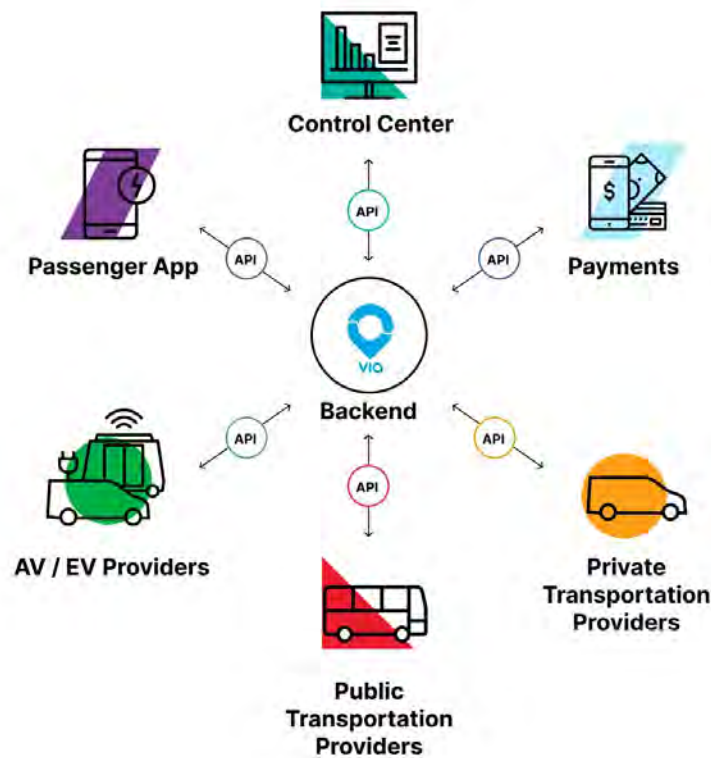 Control Center
API
Passenger App
API
$
Payments
API
VIA
Backend
AV / EV Providers
API
API
Private
Transportation
Providers
API
Public
Transportation
Providers